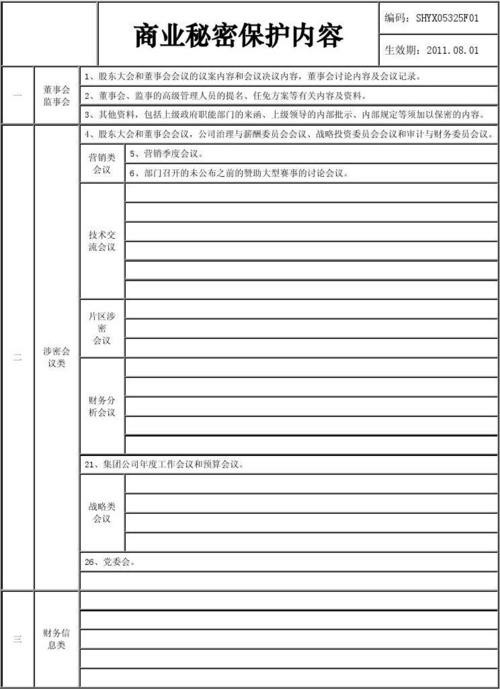 商业秘密保护内容
编码: SHYX05325F01
生效期: 2011.08.01
一
董事会
监事会
1、股东大会和董事会会议的议案内容和会议决议内容，董事会讨论内容及会议记录。
2、董事会、监事的高级管理人员的提名、任免方案等有关内容及资料。
3、其他资料，包括上级政府职能部门的来函、上级领导的内部批示、内部规定等须加以保密的内容。
二
涉密会
议类
4、股东大会和董事会会议，公司治理与薪酬委员会会议、战略投资委员会会议和审计与财务委员会。
营销类
会议
5、营销季度会议。
6、部门召开的未公布之前的赞助大型赛事的讨论会议。
技术交
流会议
片区涉
密
会议
财务分
析会议
21、集团公司年度工作会议和预算会议。
战略类
会议
26、党委会。
三
财务信
息类